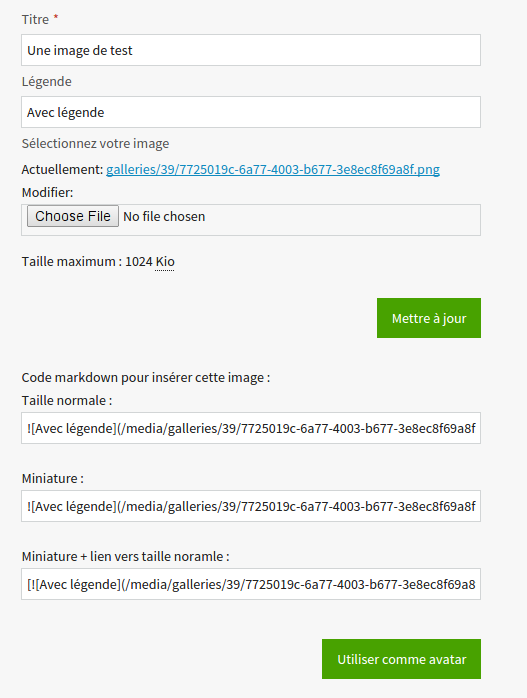 Titre *
Une image de test
Légende
Avec légende
Sélectionnez votre image
Actuellement: galleries/39/7725019c-6a77-4003-b677-3e8ec8f69a8f.png
Modifier:
Choose File No file chosen
Taille maximum : 1024 Kio
Mettre à jour
Code markdown pour insérer cette image :
Taille normale :
![Avec légende](/media/galleries/39/7725019c-6a77-4003-b677-3e8ec8f69a8f
Miniature :
![Avec légende](/media/galleries/39/7725019c-6a77-4003-b677-3e8ec8f69a8f
Miniature + lien vers taille noramle :
[![Avec légende](/media/galleries/39/7725019c-6a77-4003-b677-3e8ec8f69a8
Utiliser comme avatar